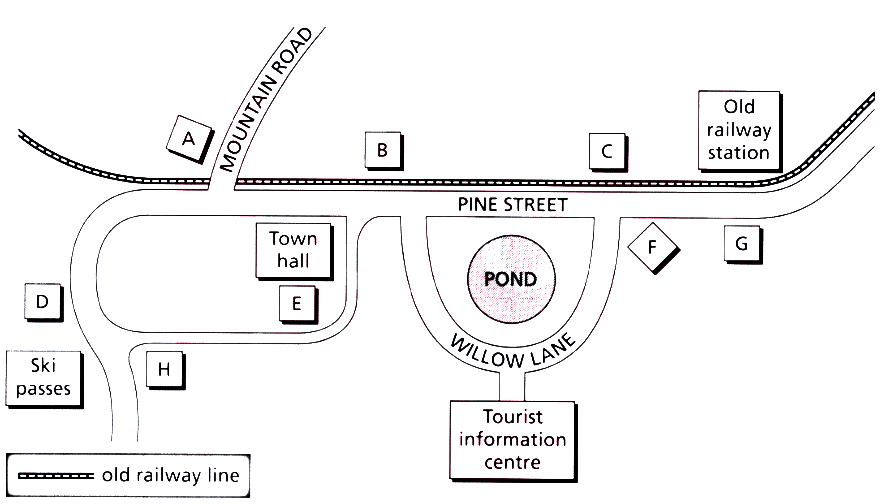 MOUNTAIN ROAD
A
B
C
Old
railway
station
PINE STREET
Town
hall
F
G
POND
D
E
WILLOW LANE
Ski
passes
H
Tourist
information
centre
old railway line